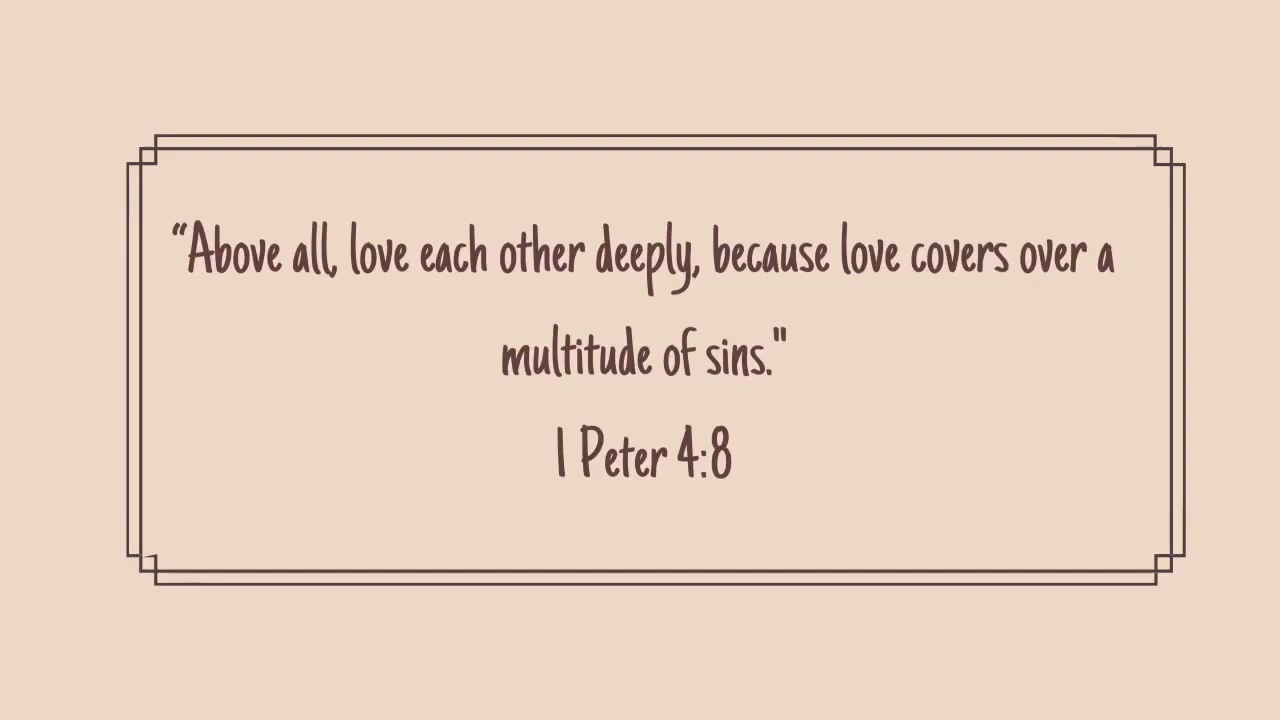 “Above all, love each other deeply, because love covers over a
multitude of sins."
1 Peter 4:8